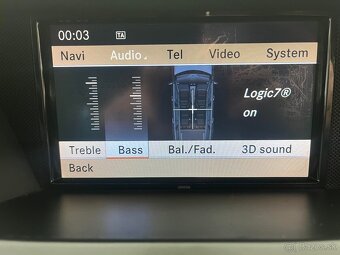 00:03 TA
Navi Audio. Tel Video System
Logic7®
on
Treble Bass Bal./Fad. 3D sound
Back